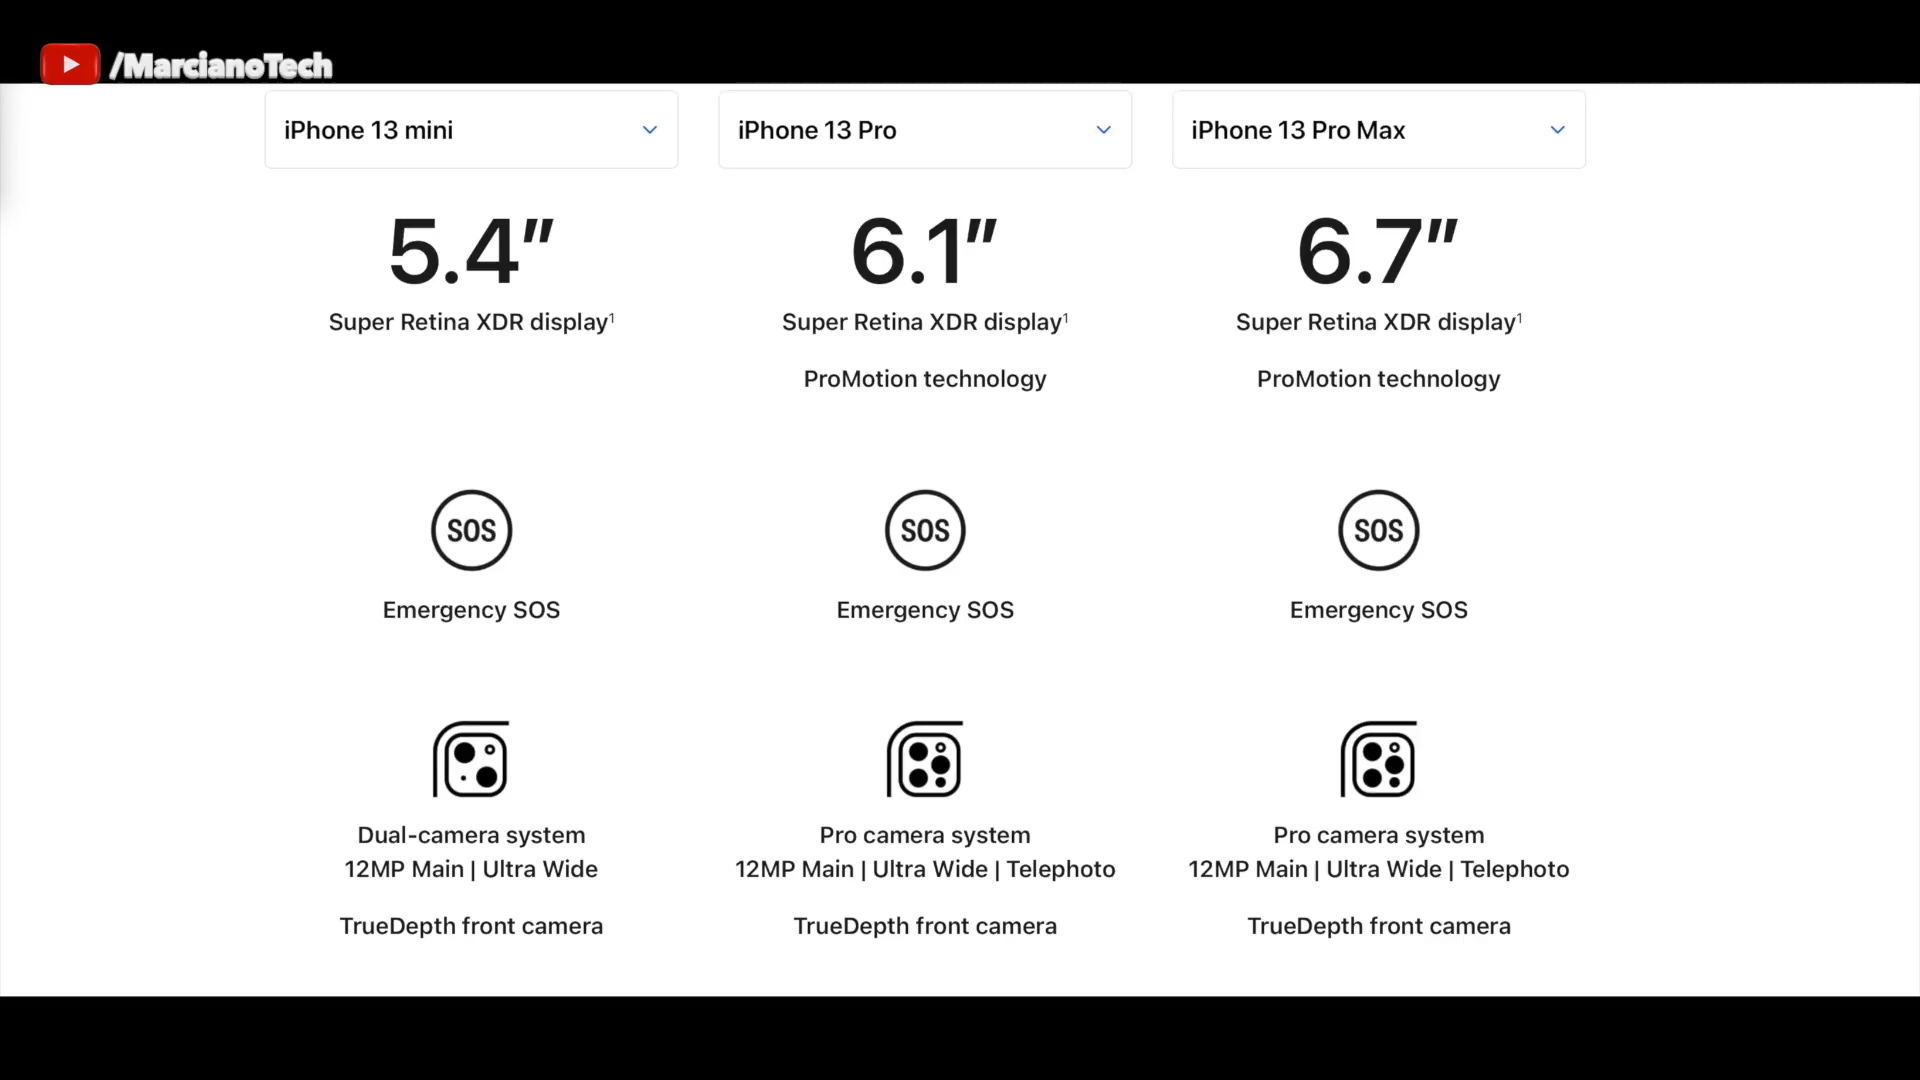 /MarcianoTech
iPhone 13 mini
iPhone 13 Pro
iPhone 13 Pro Max
5.4″
6.1″
6.7″
Super Retina XDR display¹
Super Retina XDR display¹
Super Retina XDR display¹
ProMotion technology
ProMotion technology
SOS
SOS
SOS
Emergency SOS
Emergency SOS
Emergency SOS
Dual-camera system
12MP Main | Ultra Wide
Pro camera system
12MP Main | Ultra Wide | Telephoto
Pro camera system
12MP Main | Ultra Wide | Telephoto
TrueDepth front camera
TrueDepth front camera
TrueDepth front camera